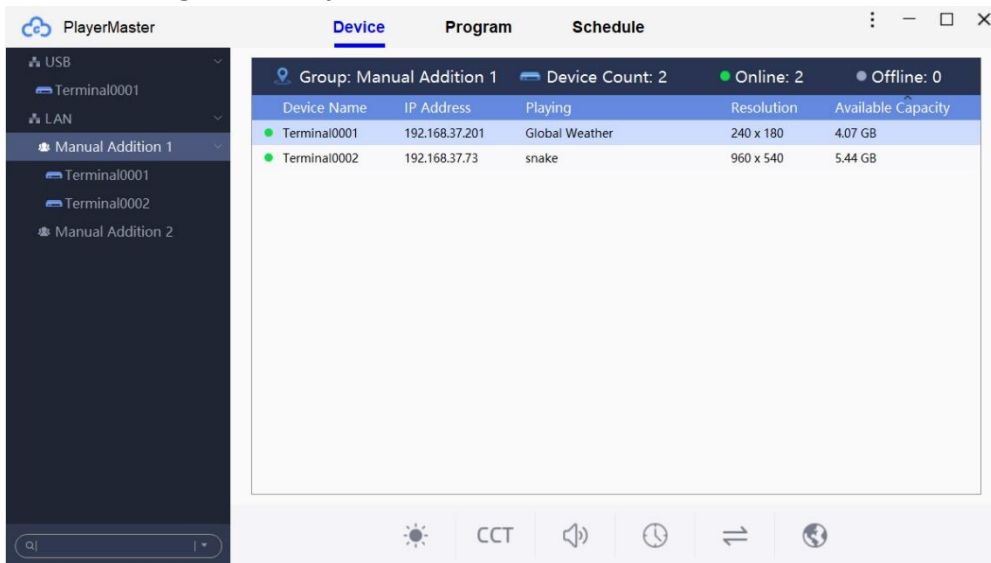 PlayerMaster
Device Program Schedule
USB
Terminal0001
LAN
Manual Addition 1
Terminal0001
Terminal0002
Manual Addition 2
Group: Manual Addition 1 Device Count: 2 Online: 2 Offline: 0
Device Name IP Address Playing Resolution Available Capacity
Terminal0001 192.168.37.201 Global Weather 240 x 180 4.07 GB
Terminal0002 192.168.37.73 snake 960 x 540 5.44 GB
CCT